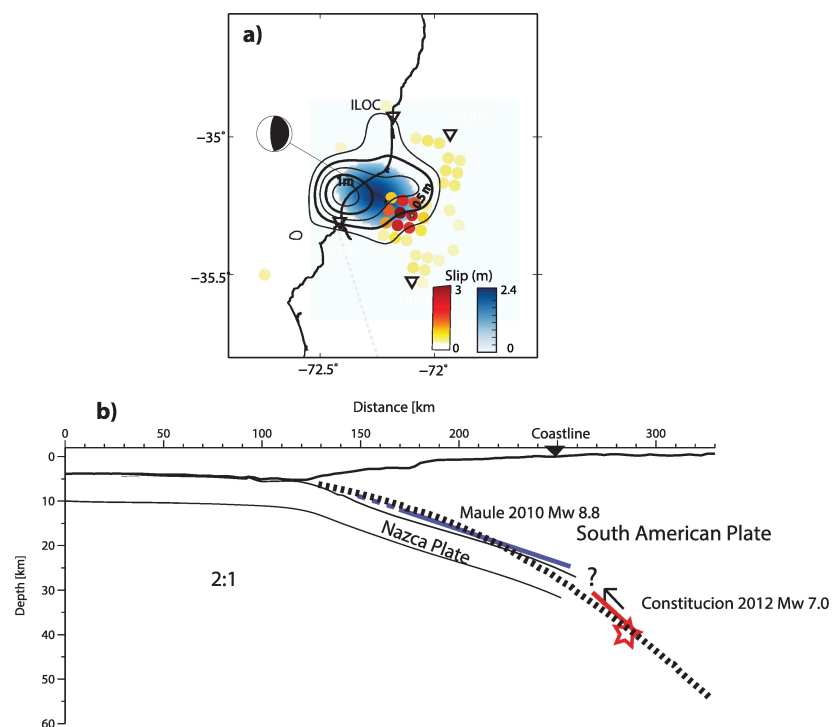 a)
ILOC
−35˚
1m
0.5m
−35.5˚
Slip (m)
3
2.4
0
0
−72.5˚
−72˚
b)
Distance [km
0
50
100
150
200
Coastline
300
0
10
20
30
40
50
60
Depth [km]
Maule 2010 Mw 8.8
South American Plate
Nazca Plate
2:1
?
Constitucion 2012 Mw 7.0